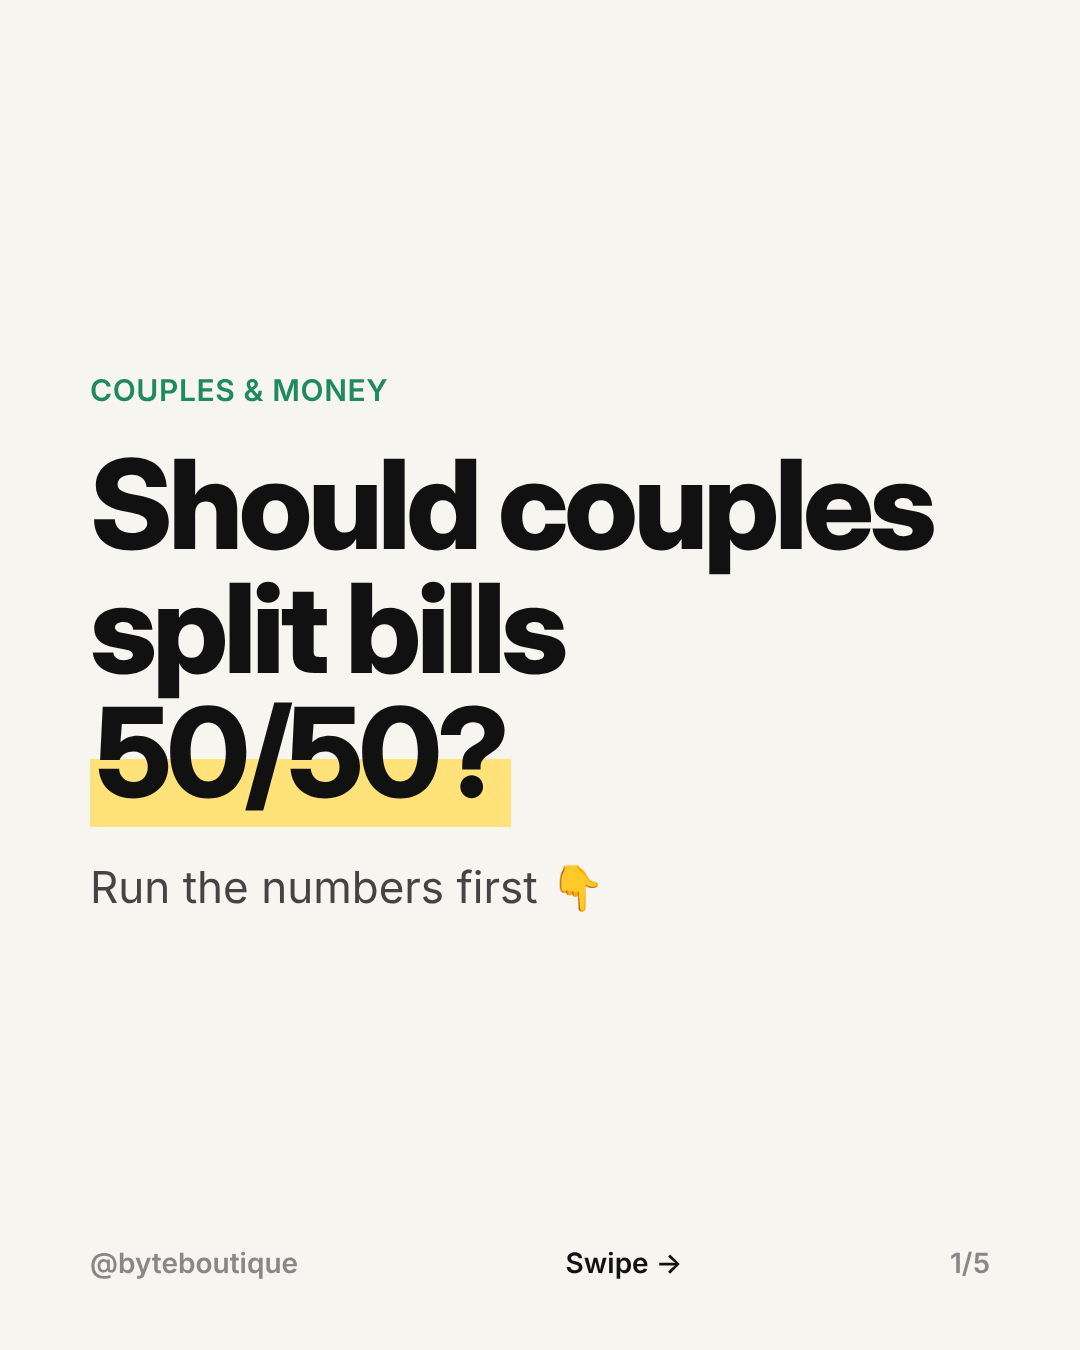 COUPLES & MONEY
Should couples
split bills
50/50?
Run the numbers first 👇
@byteboutique
Swipe →
1/5